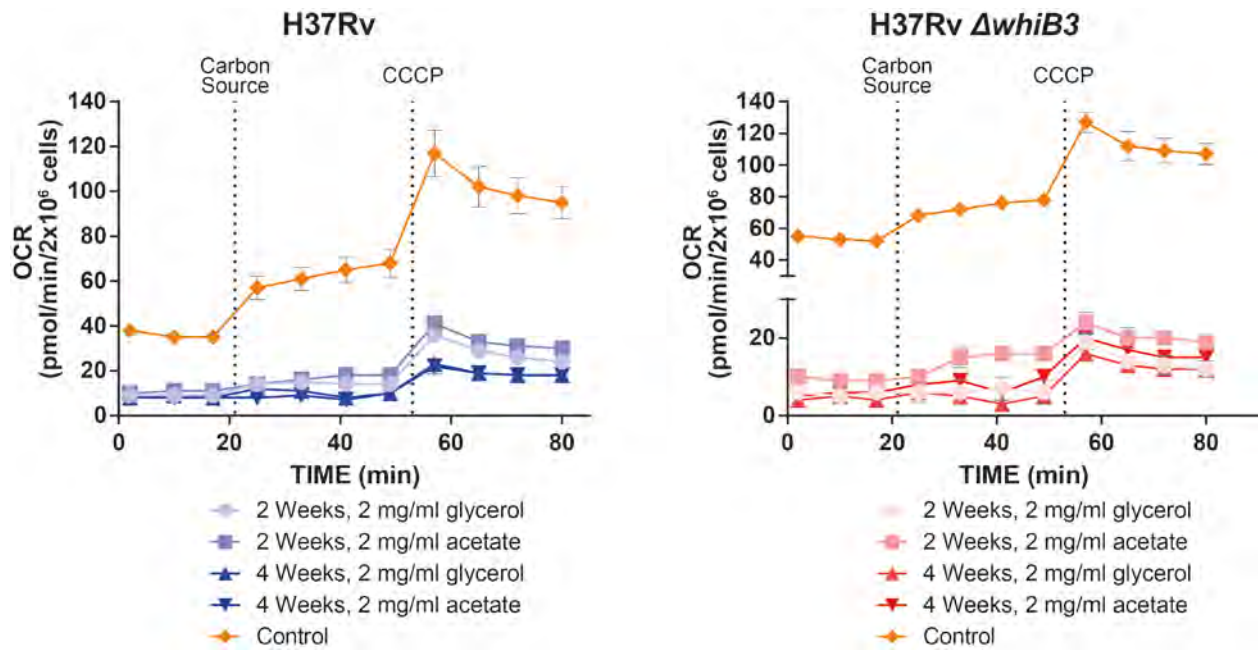 H37Rv
Carbon
Source
CCCP
OCR
(pmol/min/2x10⁶ cells)
140
120
100
80
60
40
20
0
0 20 40 60 80
TIME (min)
2 Weeks, 2 mg/ml glycerol
2 Weeks, 2 mg/ml acetate
4 Weeks, 2 mg/ml glycerol
4 Weeks, 2 mg/ml acetate
Control
H37Rv ΔwhiB3
Carbon
Source
CCCP
OCR
(pmol/min/2x10⁶ cells)
140
120
100
80
60
40
20
0
0 20 40 60 80
TIME (min)
2 Weeks, 2 mg/ml glycerol
2 Weeks, 2 mg/ml acetate
4 Weeks, 2 mg/ml glycerol
4 Weeks, 2 mg/ml acetate
Control